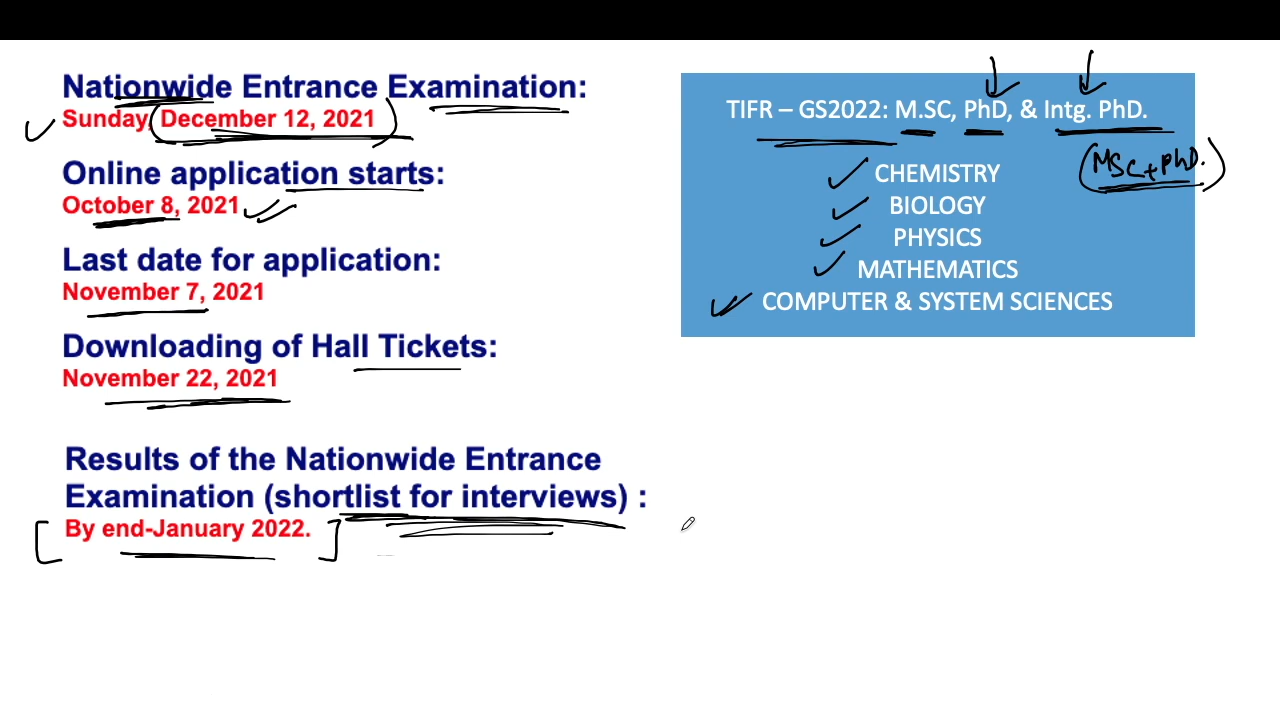 Nationwide Entrance Examination:
Sunday, December 12, 2021
Online application starts:
October 8, 2021
Last date for application:
November 7, 2021
Downloading of Hall Tickets:
November 22, 2021
Results of the Nationwide Entrance
Examination (shortlist for interviews) :
By end-January 2022.
TIFR – GS2022: M.SC, PhD, & Intg. PhD.
(MSC+PhD.)
CHEMISTRY
BIOLOGY
PHYSICS
MATHEMATICS
COMPUTER & SYSTEM SCIENCES